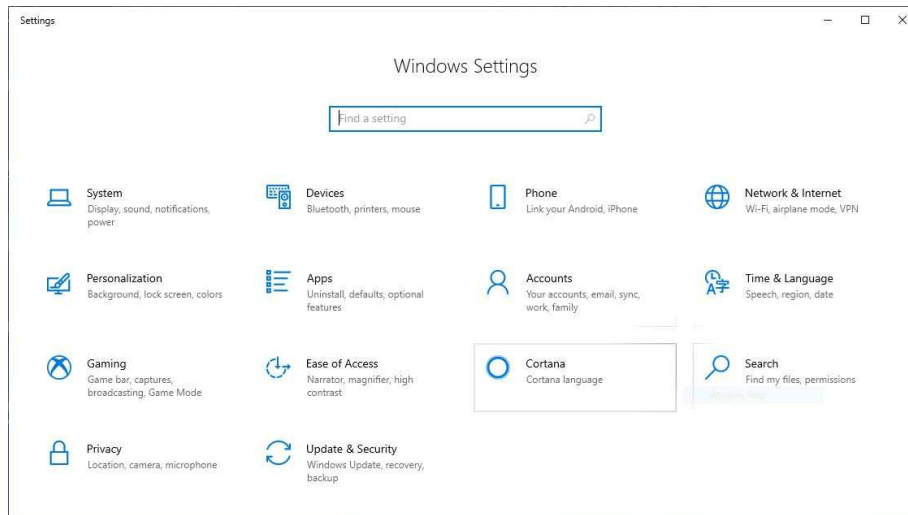 Settings
Windows Settings
Find a setting
System
Display, sound, notifications,
power
Devices
Bluetooth, printers, mouse
Phone
Link your Android, iPhone
Network & Internet
Wi-Fi, airplane mode, VPN
Personalization
Background, lock screen, colors
Apps
Uninstall, defaults, optional
features
Accounts
Your accounts, email, sync,
work, family
Time & Language
Speech, region, date
Gaming
Game bar, captures,
broadcasting, Game Mode
Ease of Access
Narrator, magnifier, high
contrast
Cortana
Cortana language
Search
Find my files, permissions
Privacy
Location, camera, microphone
Update & Security
Windows Update, recovery,
backup